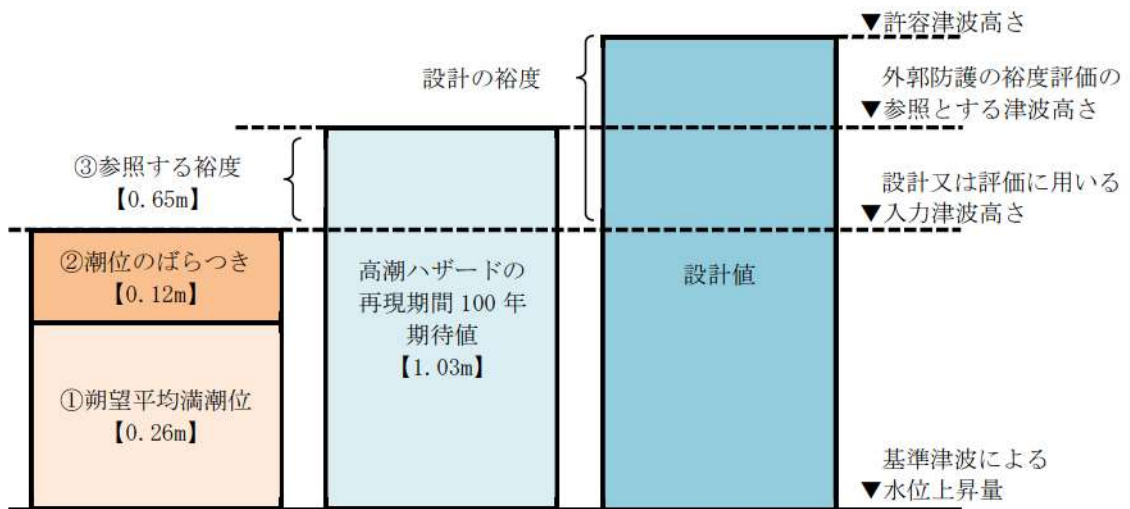 ▼許容津波高さ
設計の裕度
外郭防護の裕度評価の
▼参照とする津波高さ
③参照する裕度
【0.65m】
設計又は評価に用いる
▼入力津波高さ
②潮位のばらつき
【0.12m】
高潮ハザードの
再現期間 100 年
期待値
【1.03m】
設計値
①朔望平均満潮位
【0.26m】
基準津波による
▼水位上昇量